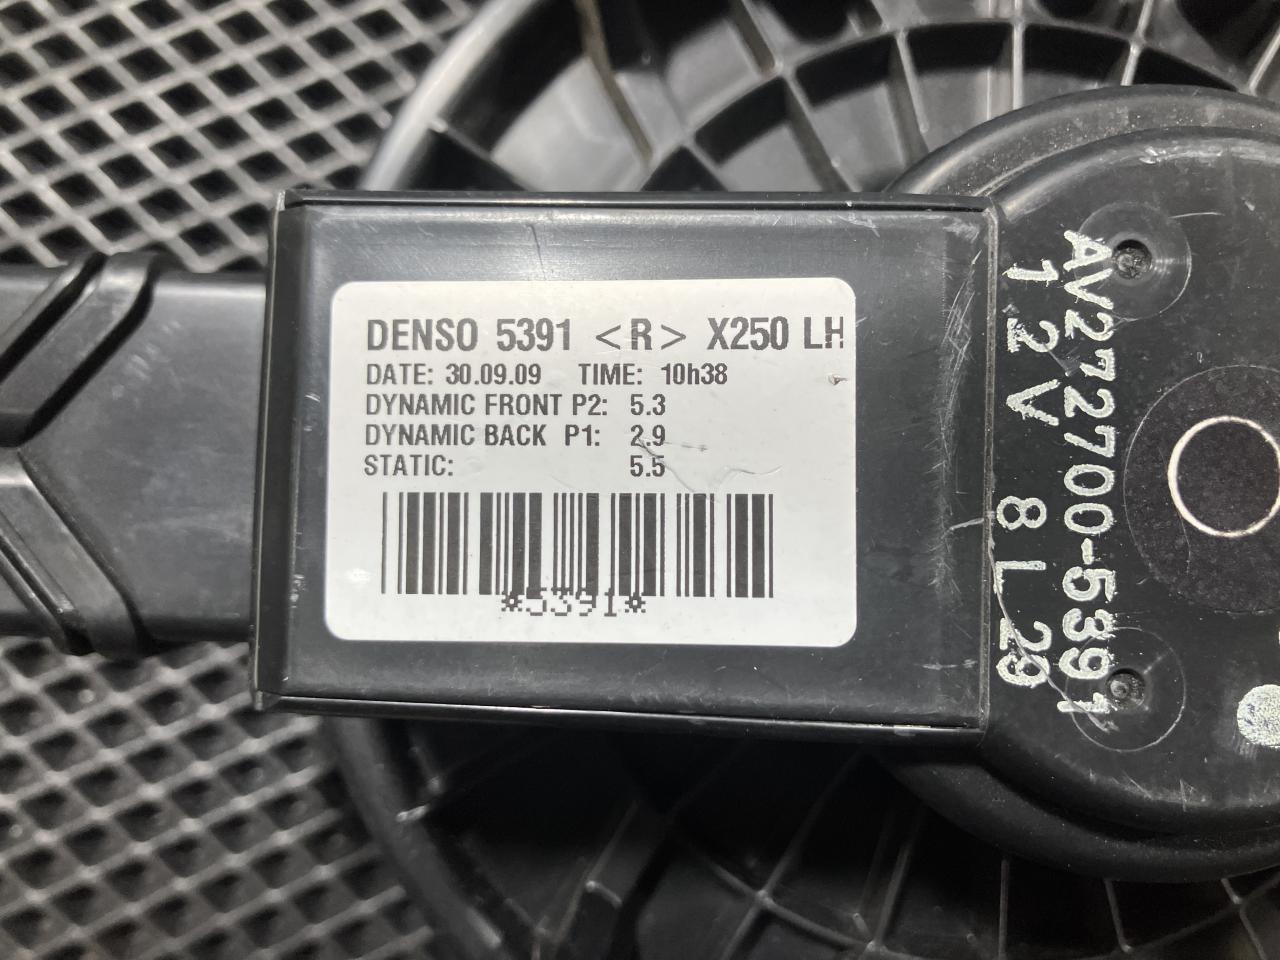 DENSO 5391 <R> X250 LH
DATE: 30.09.09 TIME: 10h38
DYNAMIC FRONT P2: 5.3
DYNAMIC BACK P1: 2.9
STATIC: 5.5
*5391*
AV272700-5391
12V 8L29